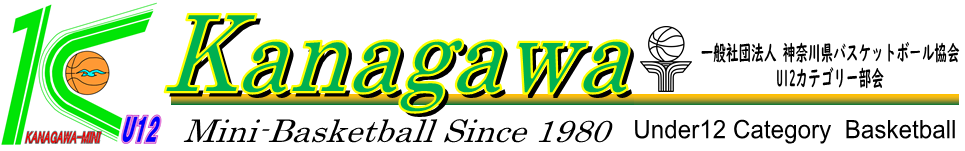 KANAGAWA-MINI
U12
Kanagawa
一般社団法人 神奈川県バスケットボール協会
U12カテゴリー部会
Mini-Basketball Since 1980
Under12 Category Basketball